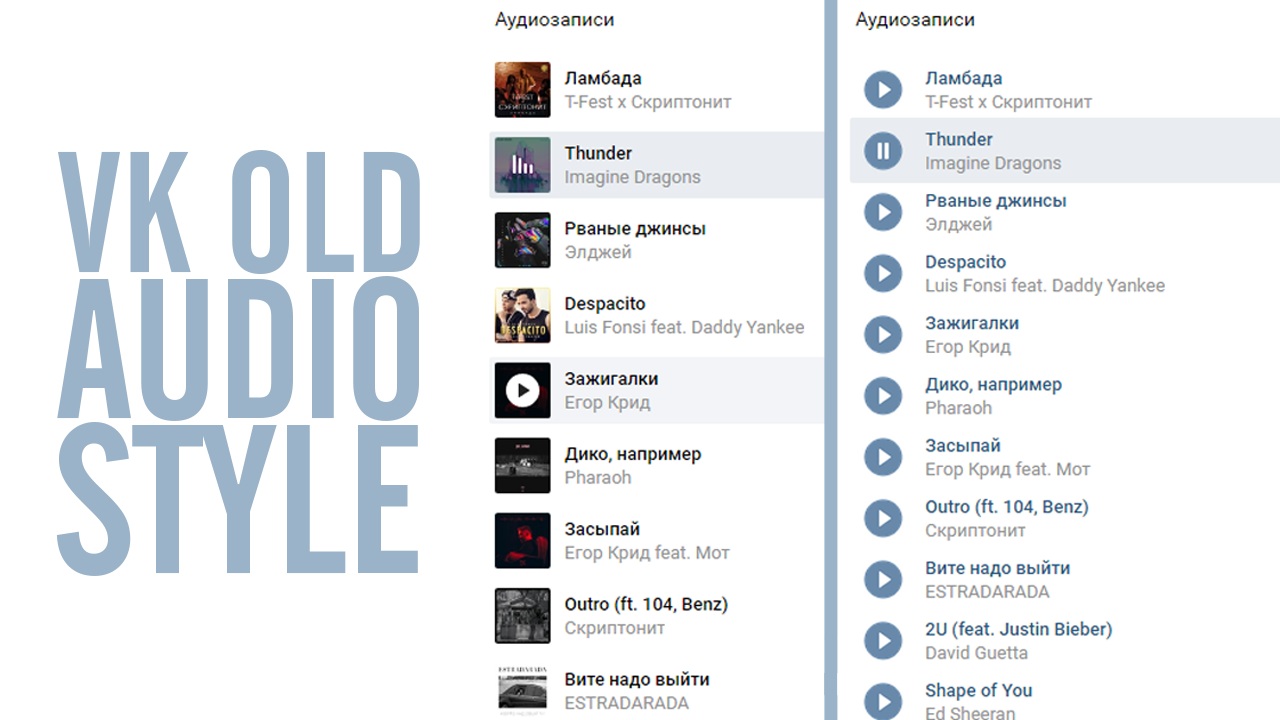 VK OLD
AUDIO
STYLE
Аудиозаписи
Ламбада
T-Fest x Скриптонит
Thunder
Imagine Dragons
Рваные джинсы
Элджей
DESPACITO
Despacito
Luis Fonsi feat. Daddy Yankee
Зажигалки
Егор Крид
Дико, например
Pharaoh
Засыпай
Егор Крид feat. Мот
Outro (ft. 104, Benz)
Скриптонит
ESTRADARADA
Вите надо выйти
ESTRADARADA
Аудиозаписи
Ламбада
T-Fest x Скриптонит
Thunder
Imagine Dragons
Рваные джинсы
Элджей
Despacito
Luis Fonsi feat. Daddy Yankee
Зажигалки
Егор Крид
Дико, например
Pharaoh
Засыпай
Егор Крид feat. Мот
Outro (ft. 104, Benz)
Скриптонит
Вите надо выйти
ESTRADARADA
2U (feat. Justin Bieber)
David Guetta
Shape of You
Ed Sheeran